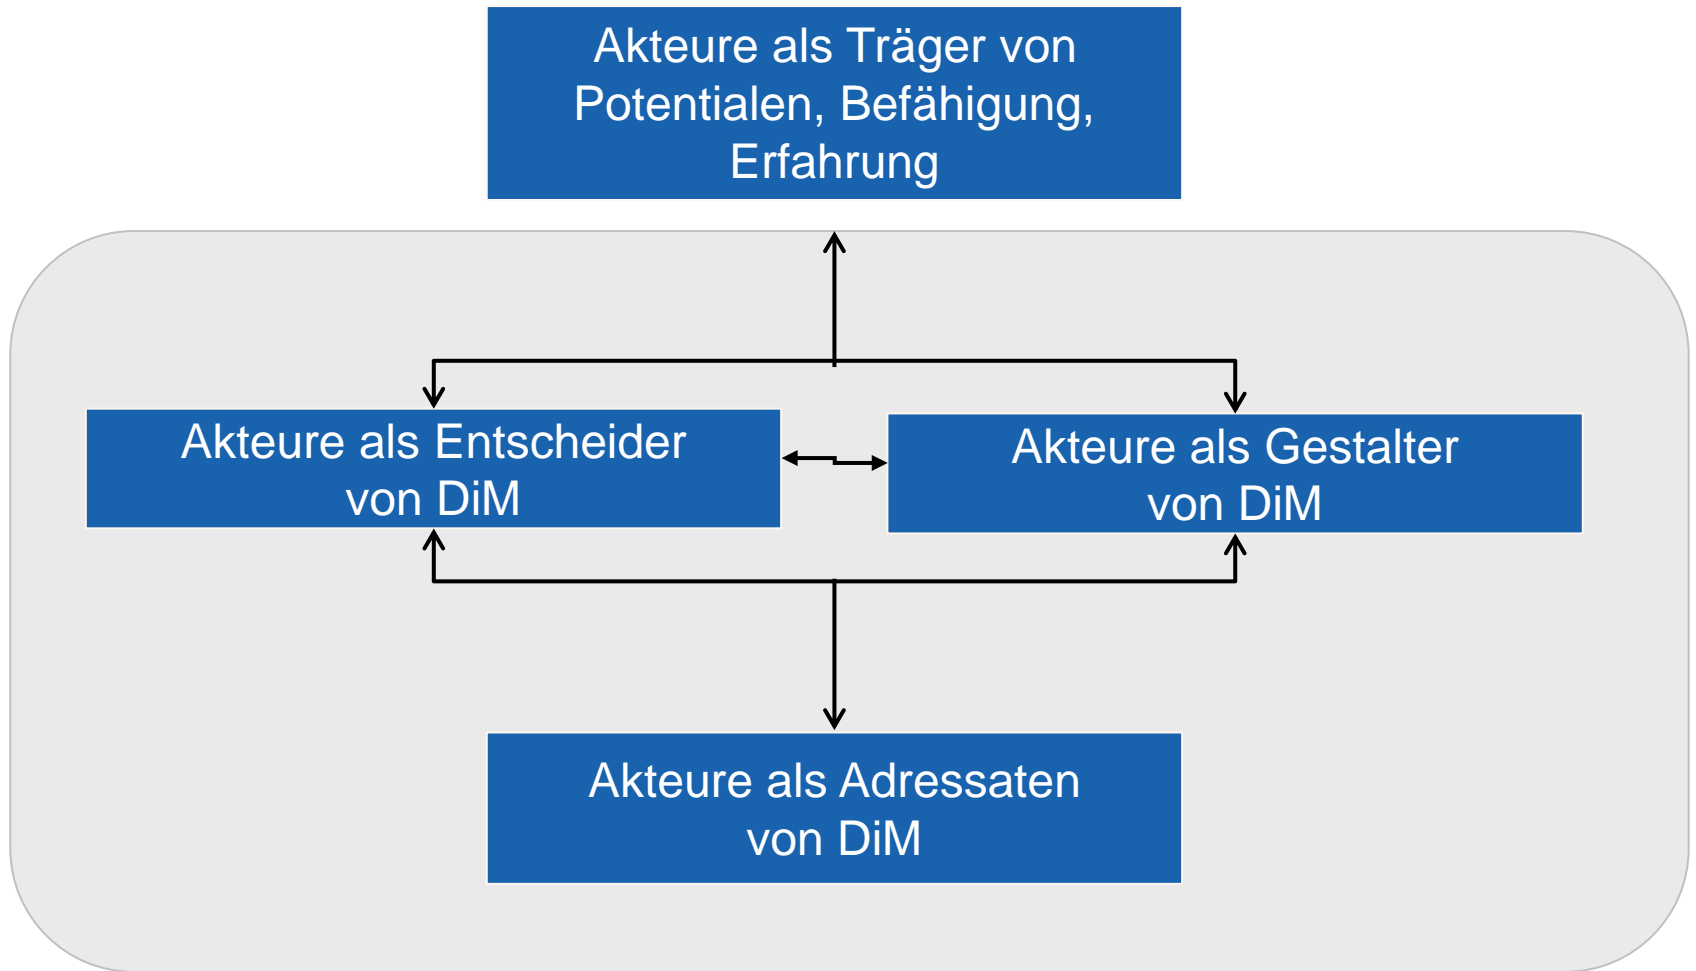 Akteure als Träger von
Potentialen, Befähigung,
Erfahrung
Akteure als Entscheider
von DiM
Akteure als Gestalter
von DiM
Akteure als Adressaten
von DiM